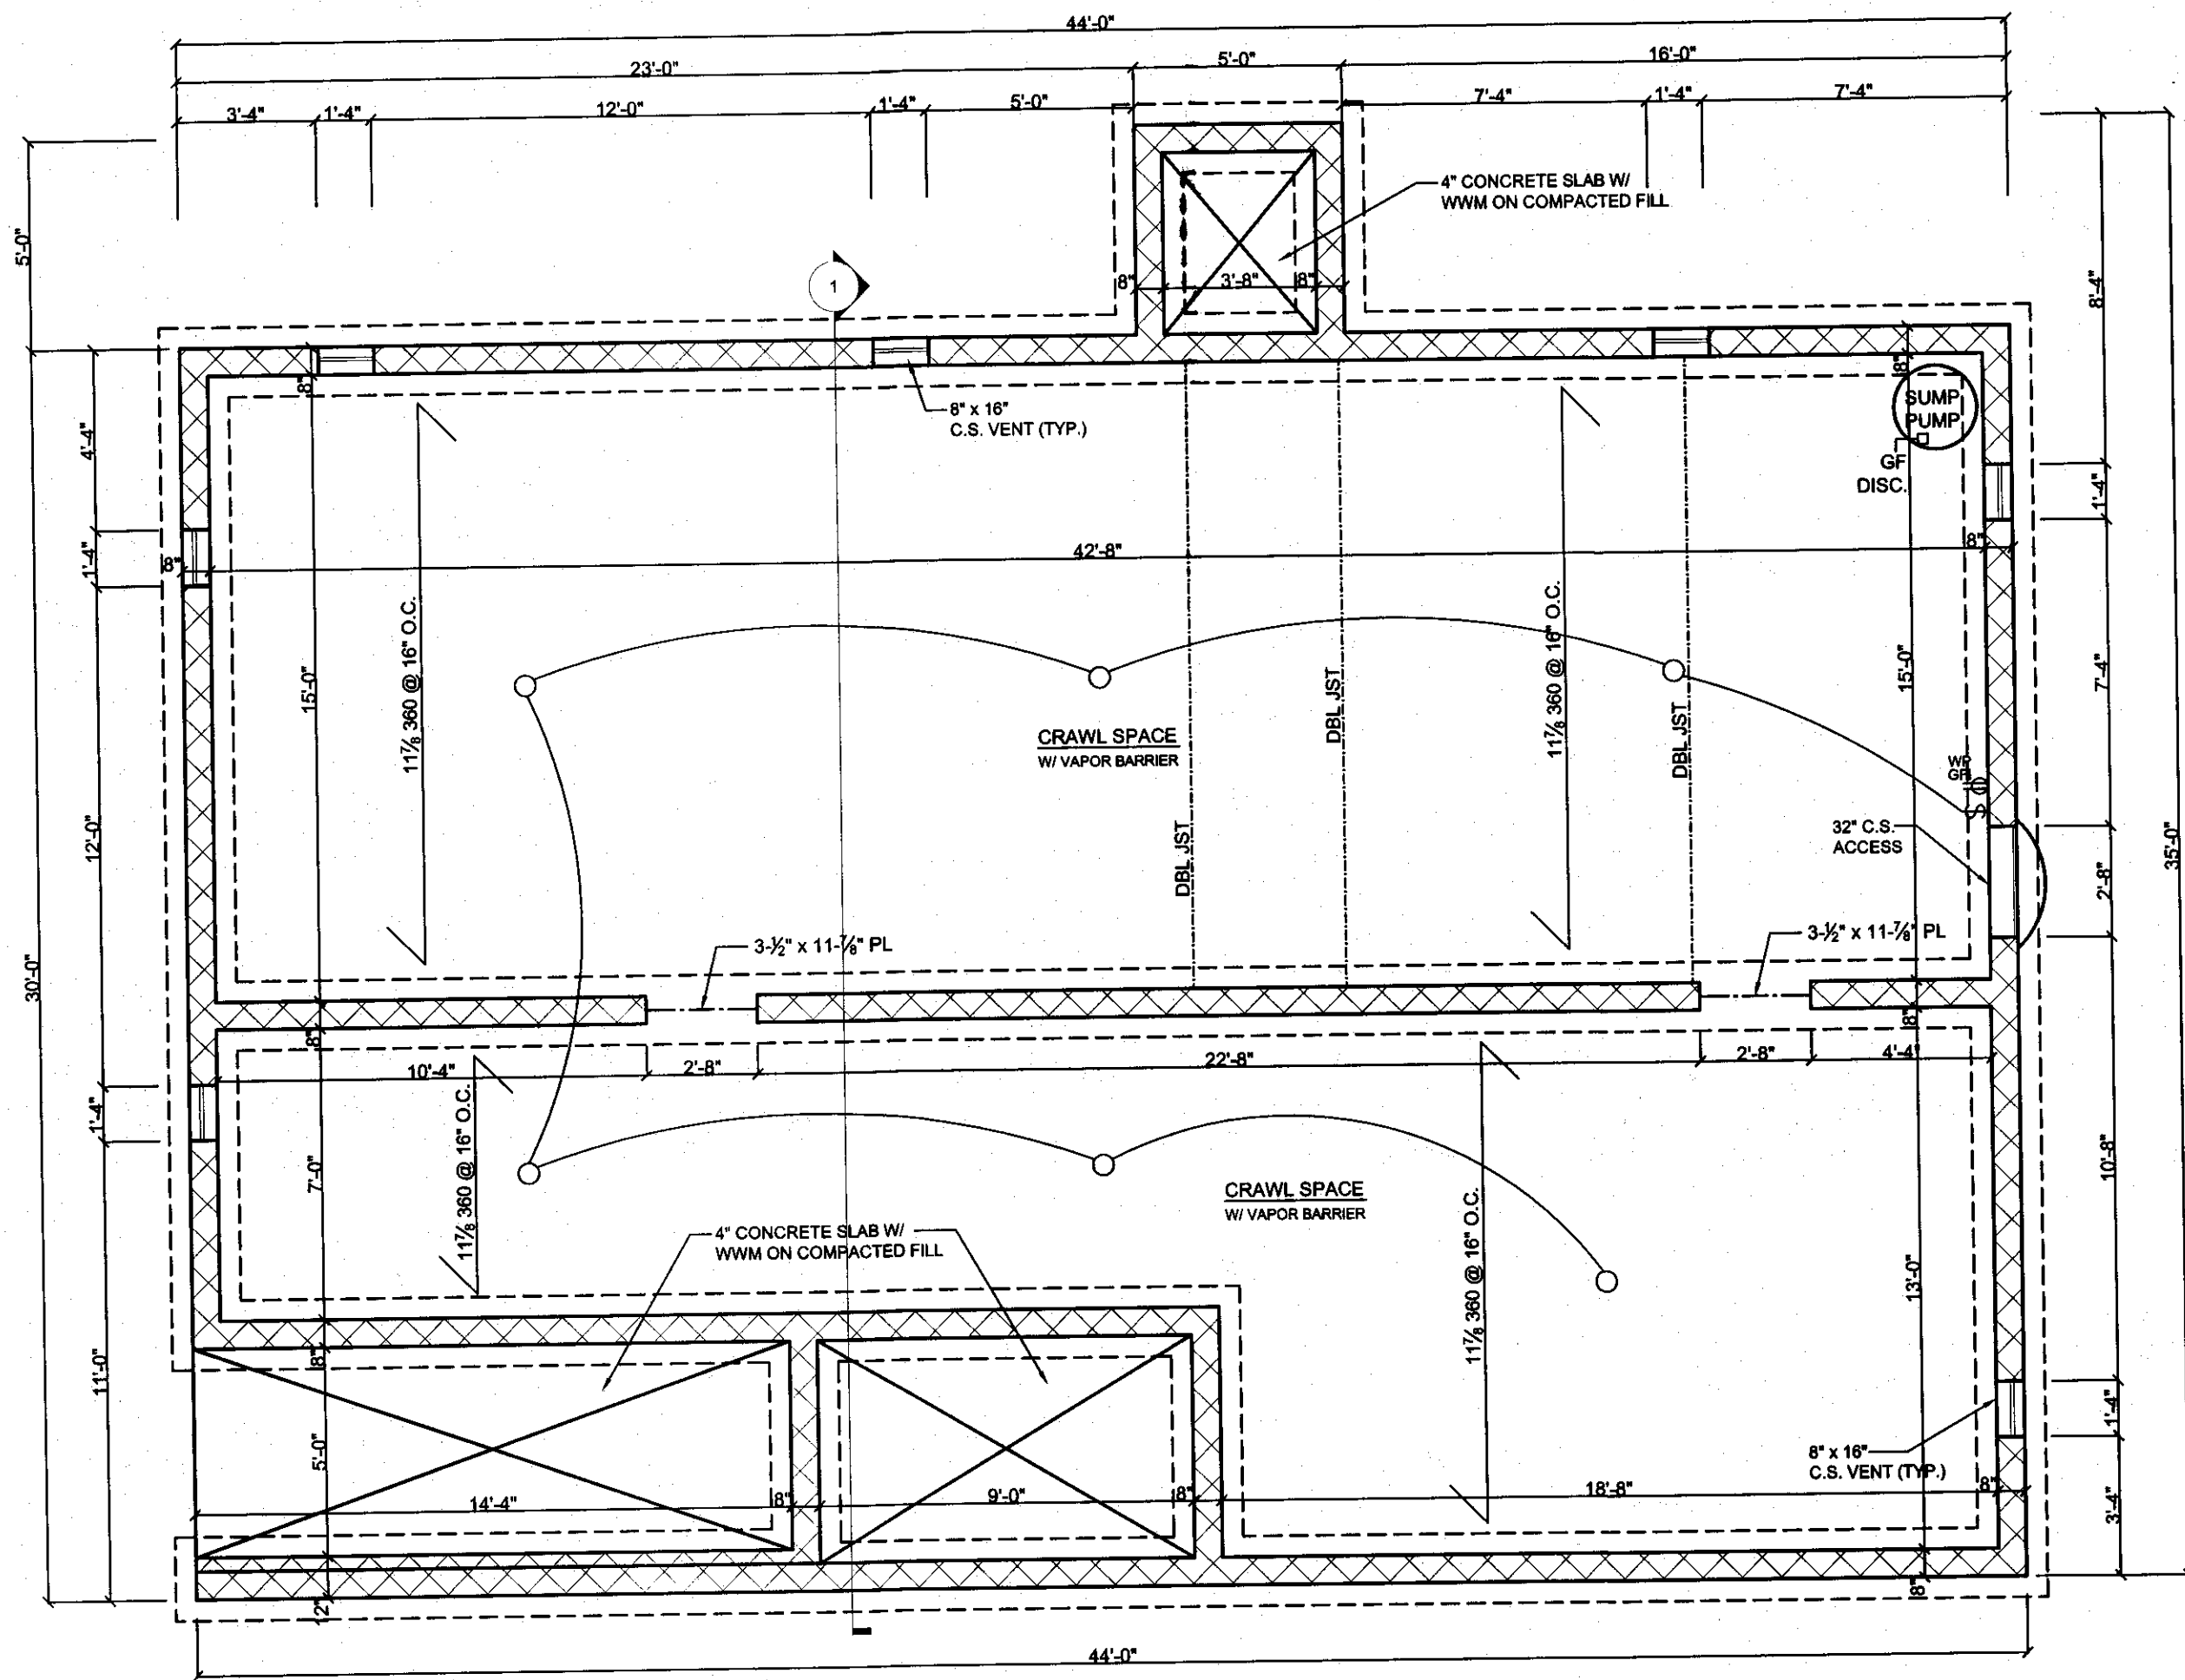 44'-0"
23'-0"
5'-0"
16'-0"
3'-4"
1'-4"
12'-0"
1'-4"
5'-0"
7'-4"
1'-4"
7'-4"
4" CONCRETE SLAB W/
WWM ON COMPACTED FILL
5'-0"
1
8"
3'-8"
8"
8'-4"
8"
8" x 16"
C.S. VENT (TYP.)
8"
SUMP
PUMP
GF
DISC.
4'-4"
1'-4"
1'-4"
8"
42'-8"
8"
11⅞ 360 @ 16" O.C.
11⅞ 360 @ 16" O.C.
15'-0"
15'-0"
7'-4"
DBL JST
DBL JST
DBL JST
CRAWL SPACE
W/ VAPOR BARRIER
WP
GFI
S
32" C.S.
ACCESS
12'-0"
35'-0"
2'-8"
30'-0"
3-½" x 11-⅞" PL
3-½" x 11-⅞" PL
8"
8"
10'-4"
2'-8"
22'-8"
2'-8"
4'-4"
1'-4"
11⅞ 360 @ 16" O.C.
7'-0"
10'-8"
CRAWL SPACE
W/ VAPOR BARRIER
11⅞ 360 @ 16" O.C.
4" CONCRETE SLAB W/
WWM ON COMPACTED FILL
13'-0"
8"
11'-0"
1'-4"
5'-0"
8" x 16"
C.S. VENT (TYP.)
14'-4"
8"
9'-0"
8"
18'-8"
8"
3'-4"
12"
8"
44'-0"